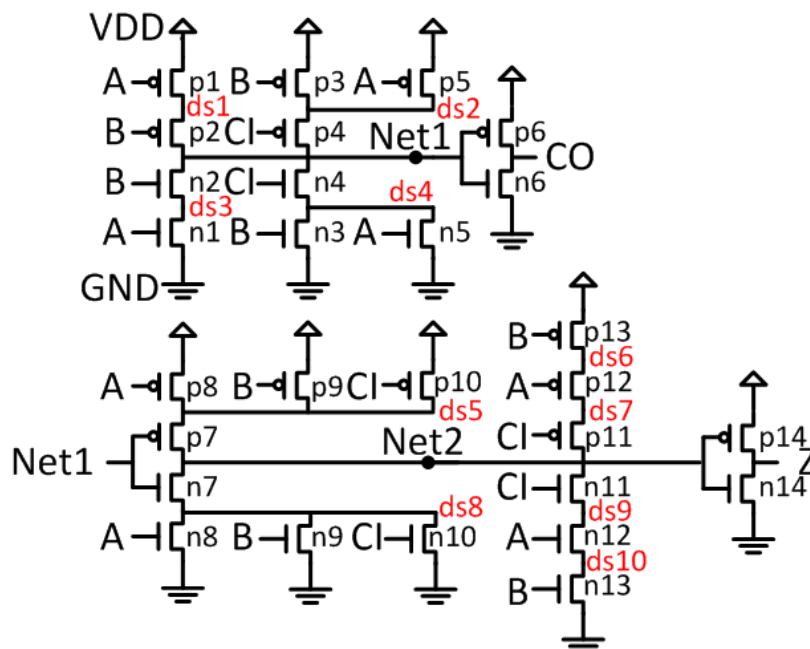 VDD
A p1 B p3 A p5
ds1 ds2
B p2 CI p4 Net1 p6
CO
B n2 CI n4 n6
ds3 ds4
A n1 B n3 A n5
GND
B p13
ds6
A p8 B p9 CI p10 A p12
ds5 ds7
p7 Net2 CI p11 p14
Net1 Z
n7 CI n11 n14
ds8 ds9
A n8 B n9 CI n10 A n12
ds10
B n13